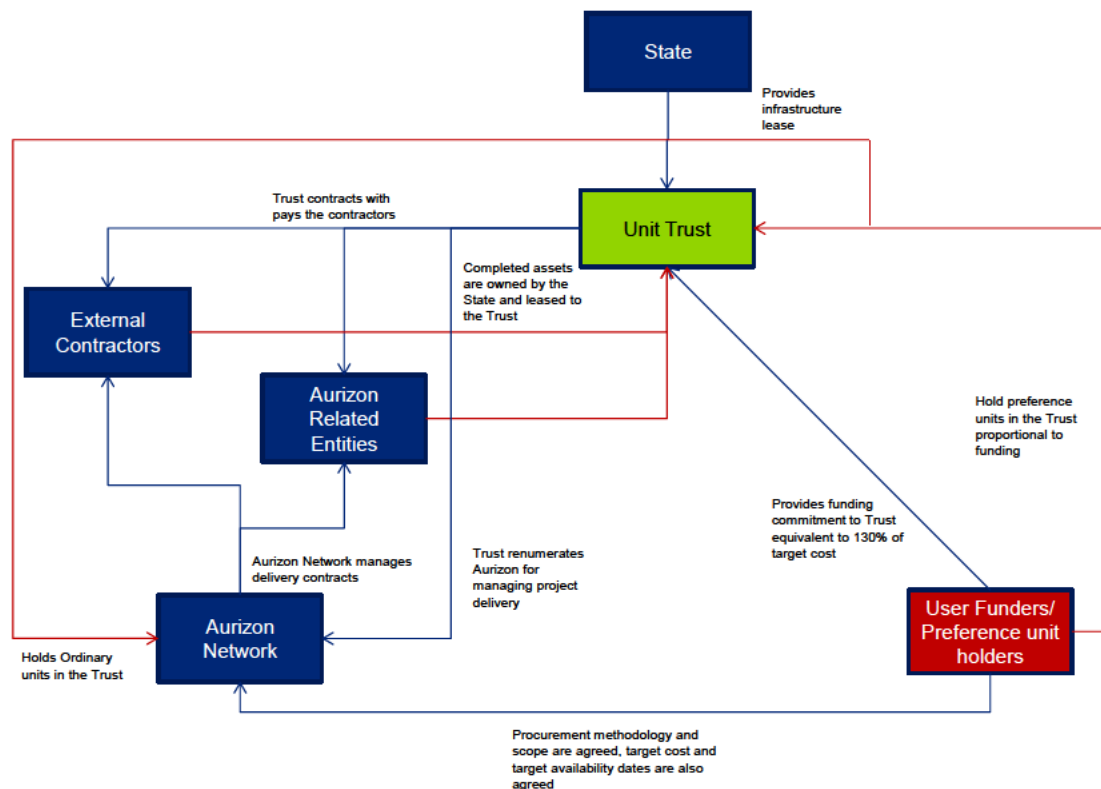 State
Provides
infrastructure
lease
Trust contracts with
pays the contractors
Unit Trust
Completed assets
are owned by the
State and leased to
the Trust
External
Contractors
Aurizon
Related
Entities
Hold preference
units in the Trust
proportional to
funding
Provides funding
commitment to Trust
equivalent to 130% of
target cost
Aurizon Network manages
delivery contracts
Trust renumerates
Aurizon for
managing project
delivery
User Funders/
Preference unit
holders
Aurizon
Network
Holds Ordinary
units in the Trust
Procurement methodology and
scope are agreed, target cost and
target availability dates are also
agreed